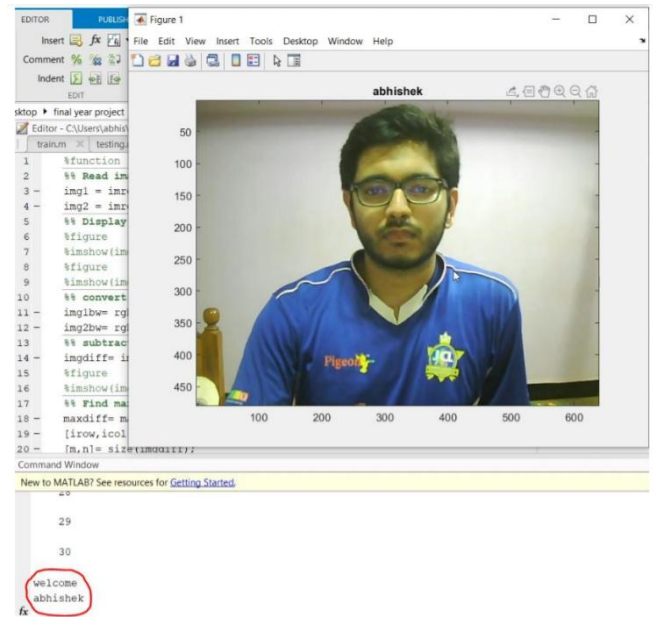 EDITOR PUBLISH
Figure 1
Insert fx
File Edit View Insert Tools Desktop Window Help
Comment % 
Indent
EDIT
abhishek
sktop ▸ final year project
Editor - C:\Users\abhis\
train.m × testing.
1 %function
2 %% Read im
3 - img1 = imr
4 - img2 = imr
5 %% Display
6 %figure
7 %imshow(im
8 %figure
9 %imshow(im
10 %% convert
11 - img1bw= rg
12 - img2bw= rg
13 %% subtrac
14 - imgdiff= i
15 %figure
16 %imshow(im
17 %% Find ma
18 - maxdiff= m
19 - [irow,icol
20 - [m,n]= size(imgdiff);
50
100
150
200
250
300
350
400
450
Pigeon
JCL
100 200 300 400 500 600
Command Window
New to MATLAB? See resources for Getting Started.
28
29
30
welcome
abhishek
fx